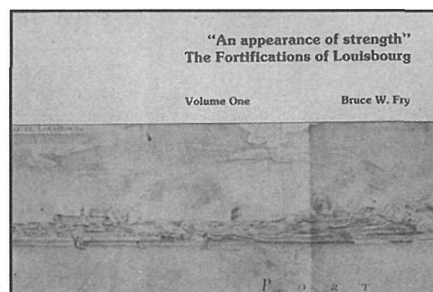 "An appearance of strength"
The Fortifications of Louisbourg
Volume One Bruce W. Fry
P O R T